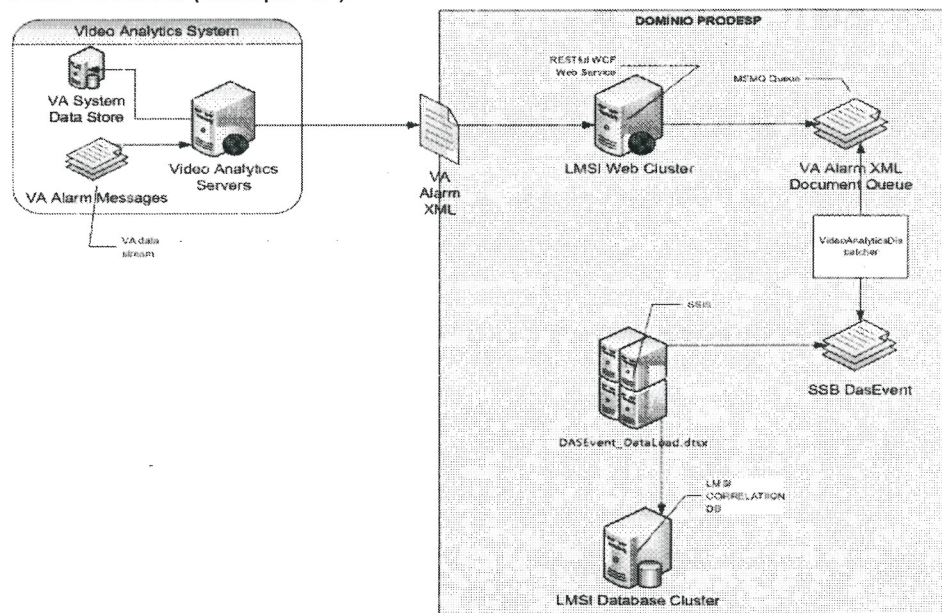 Video Analytics System
VA System
Data Store
Video Analytics
Servers
VA Alarm Messages
VA data
stream
VA
Alarm
XML
DOMÍNIO PRODESP
RESTful WCF
Web Service
LMSI Web Cluster
MSMQ Queue
VA Alarm XML
Document Queue
VideoAnalyticsDis
patcher
SSB DasEvent
SSIS
DASEvent_DataLoad.dtsx
LMSI
CORRELATIION
DB
LMSI Database Cluster